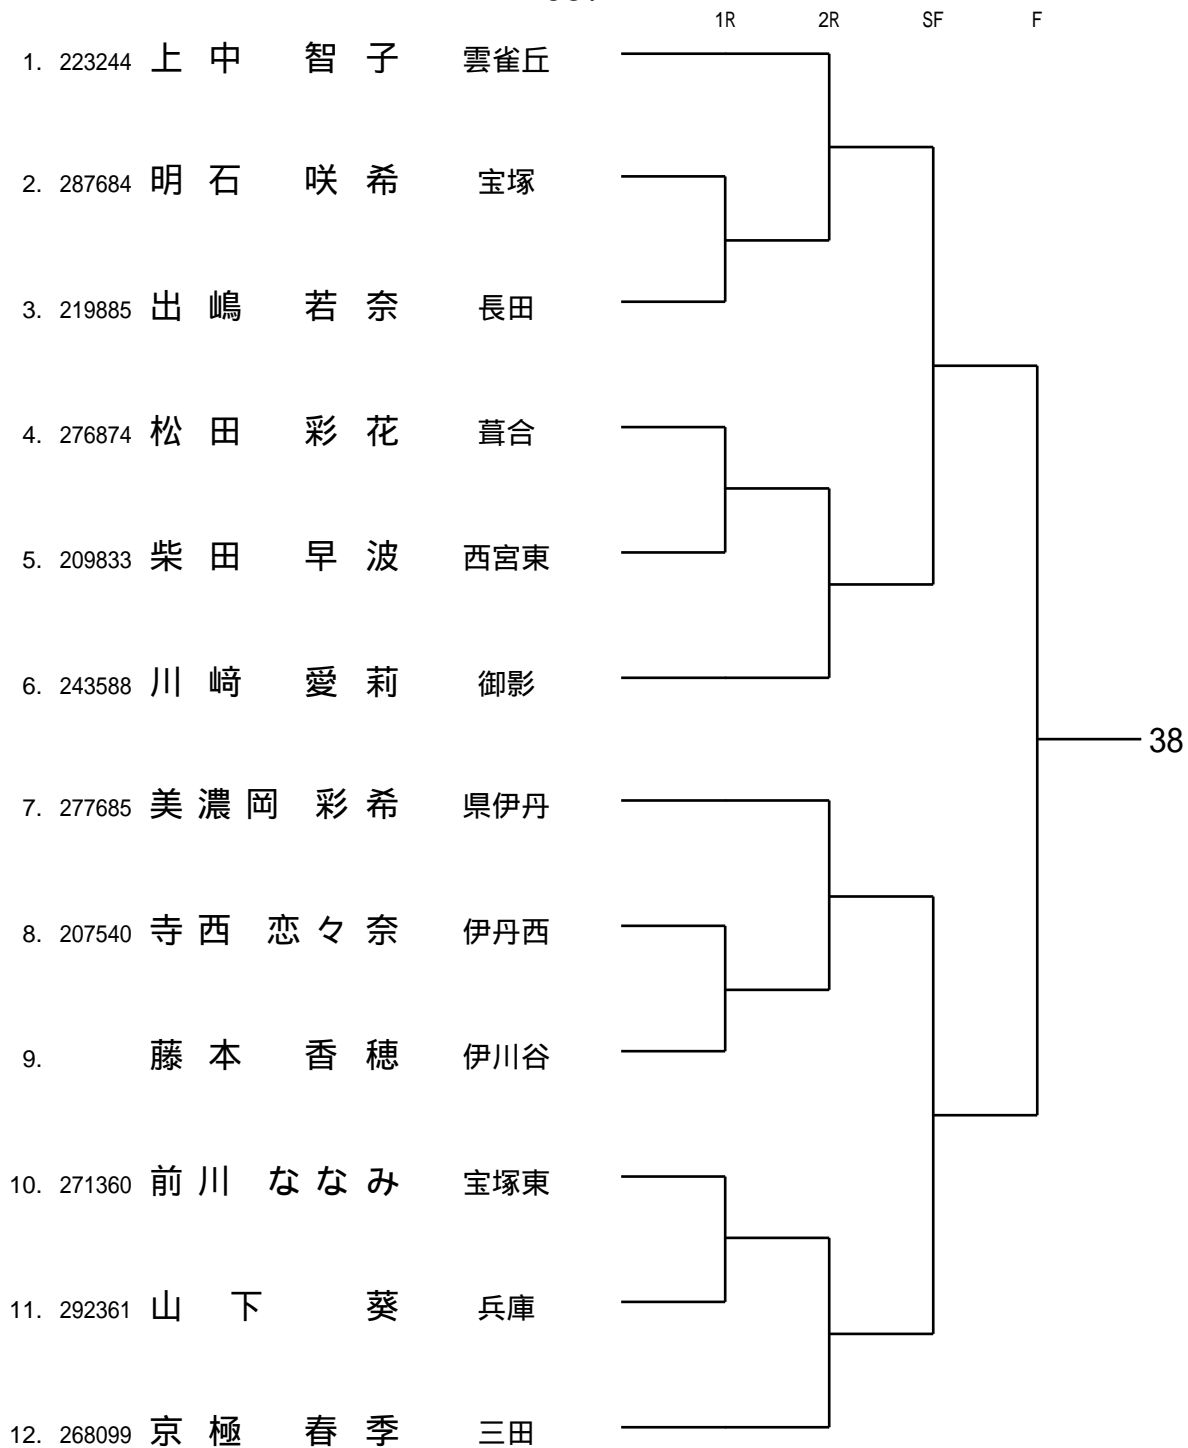 1R 2R SF F
1. 223244 上中 智子 雲雀丘
2. 287684 明石 咲希 宝塚
3. 219885 出嶋 若奈 長田
4. 276874 松田 彩花 葺合
5. 209833 柴田 早波 西宮東
6. 243588 川﨑 愛莉 御影
38
7. 277685 美濃岡 彩希 県伊丹
8. 207540 寺西 恋々奈 伊丹西
9. 藤本 香穂 伊川谷
10. 271360 前川 ななみ 宝塚東
11. 292361 山下 葵 兵庫
12. 268099 京極 春季 三田